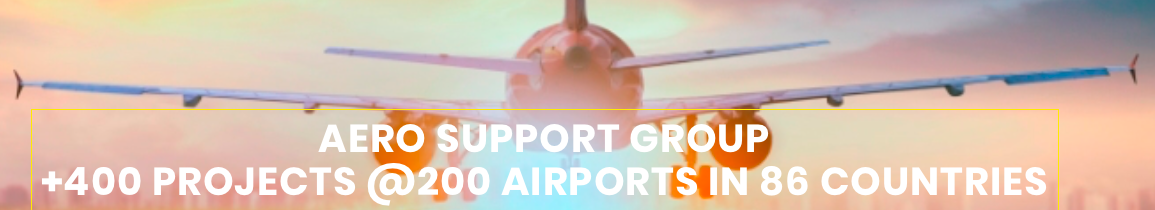 AERO SUPPORT GROUP
+400 PROJECTS @200 AIRPORTS IN 86 COUNTRIES